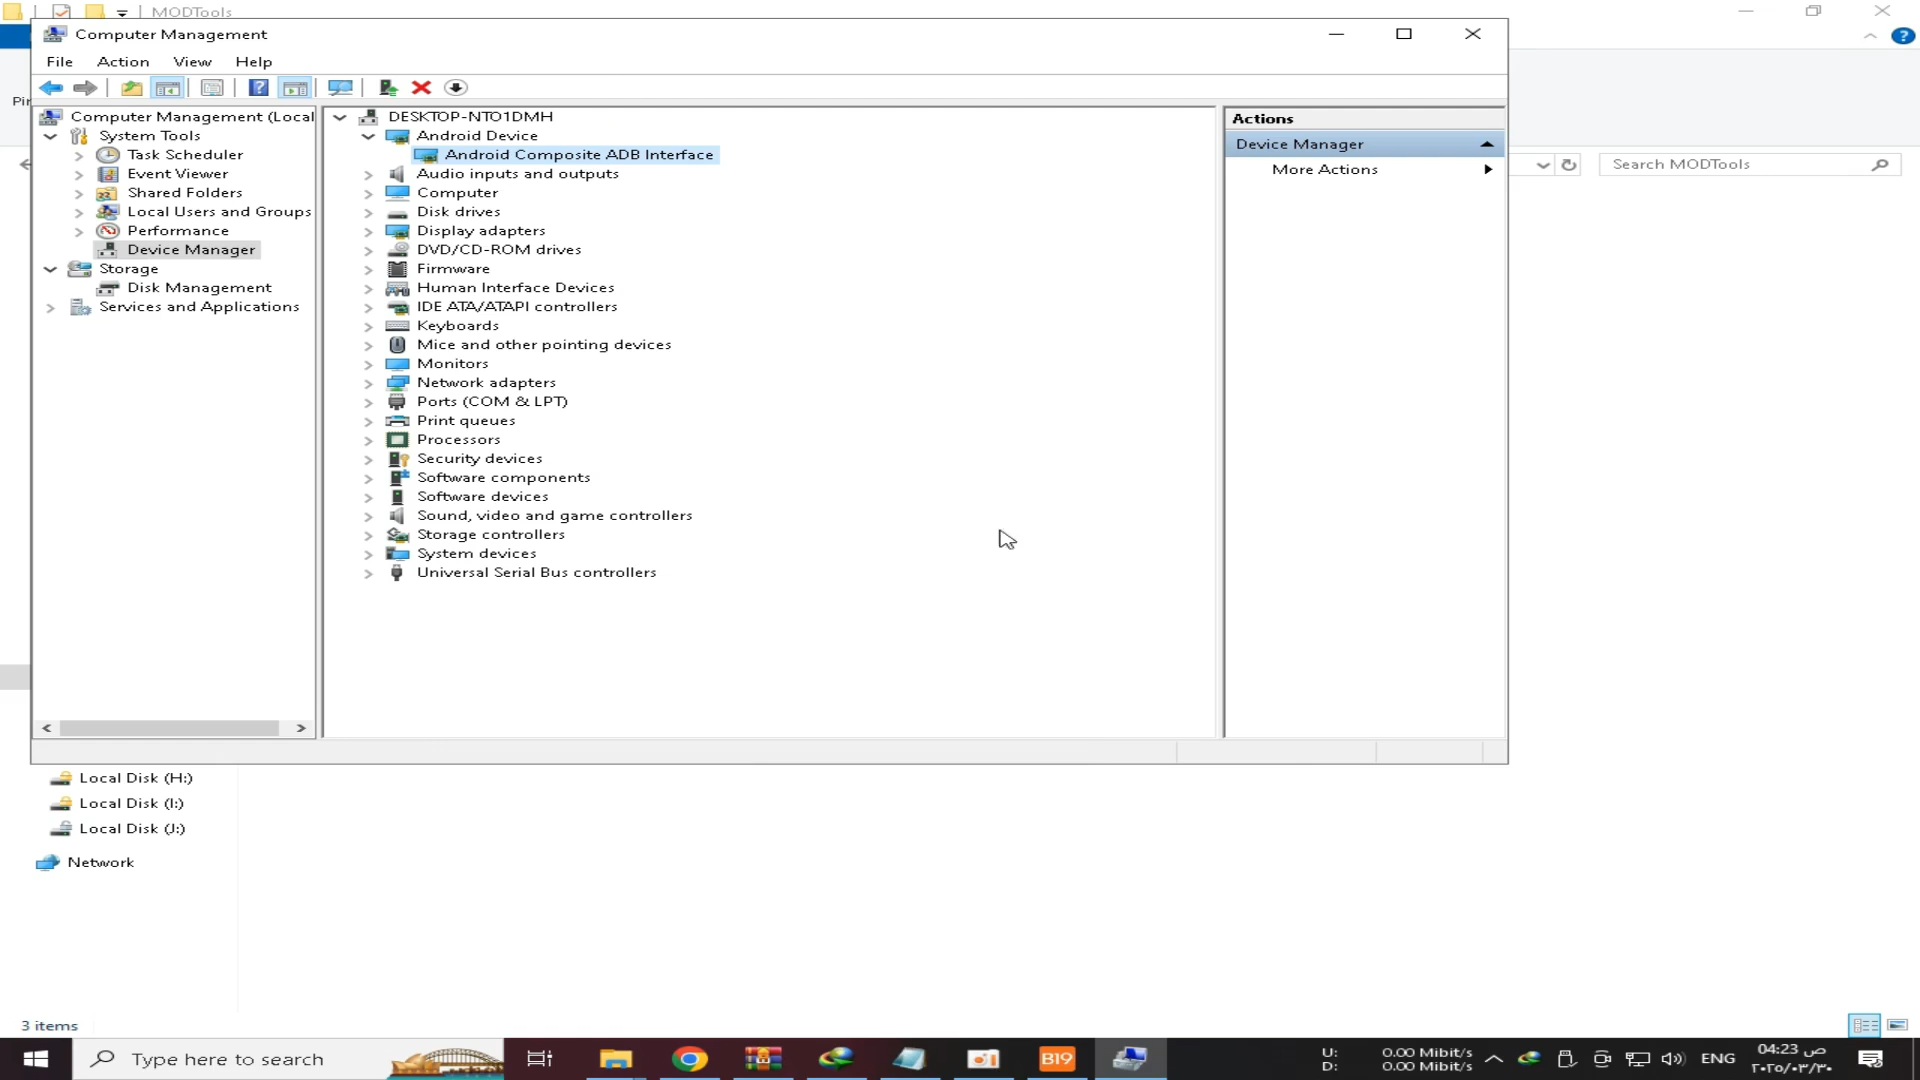 MODTools
Computer Management
File Action View Help
Computer Management (Local
System Tools
Task Scheduler
Event Viewer
Shared Folders
Local Users and Groups
Performance
Device Manager
Storage
Disk Management
Services and Applications
DESKTOP-NTO1DMH
Android Device
Android Composite ADB Interface
Audio inputs and outputs
Computer
Disk drives
Display adapters
DVD/CD-ROM drives
Firmware
Human Interface Devices
IDE ATA/ATAPI controllers
Keyboards
Mice and other pointing devices
Monitors
Network adapters
Ports (COM & LPT)
Print queues
Processors
Security devices
Software components
Software devices
Sound, video and game controllers
Storage controllers
System devices
Universal Serial Bus controllers
Actions
Device Manager
More Actions
Search MODTools
Local Disk (H:)
Local Disk (I:)
Local Disk (J:)
Network
3 items
Type here to search
B19
U: 0.00 Mibit/s
D: 0.00 Mibit/s
ENG
04:23 ص
٢٠٢٥/٠٣/٣٠